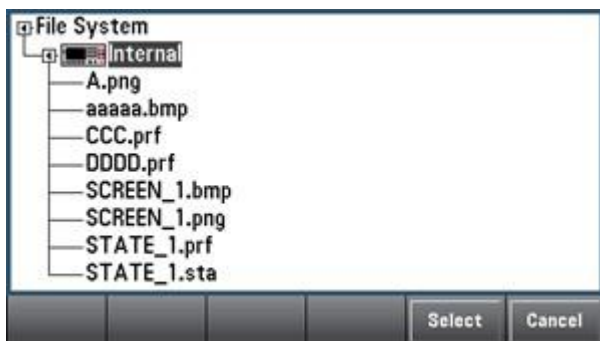 File System
Internal
A.png
aaaaa.bmp
CCC.prf
DDDD.prf
SCREEN_1.bmp
SCREEN_1.png
STATE_1.prf
STATE_1.sta
Select Cancel